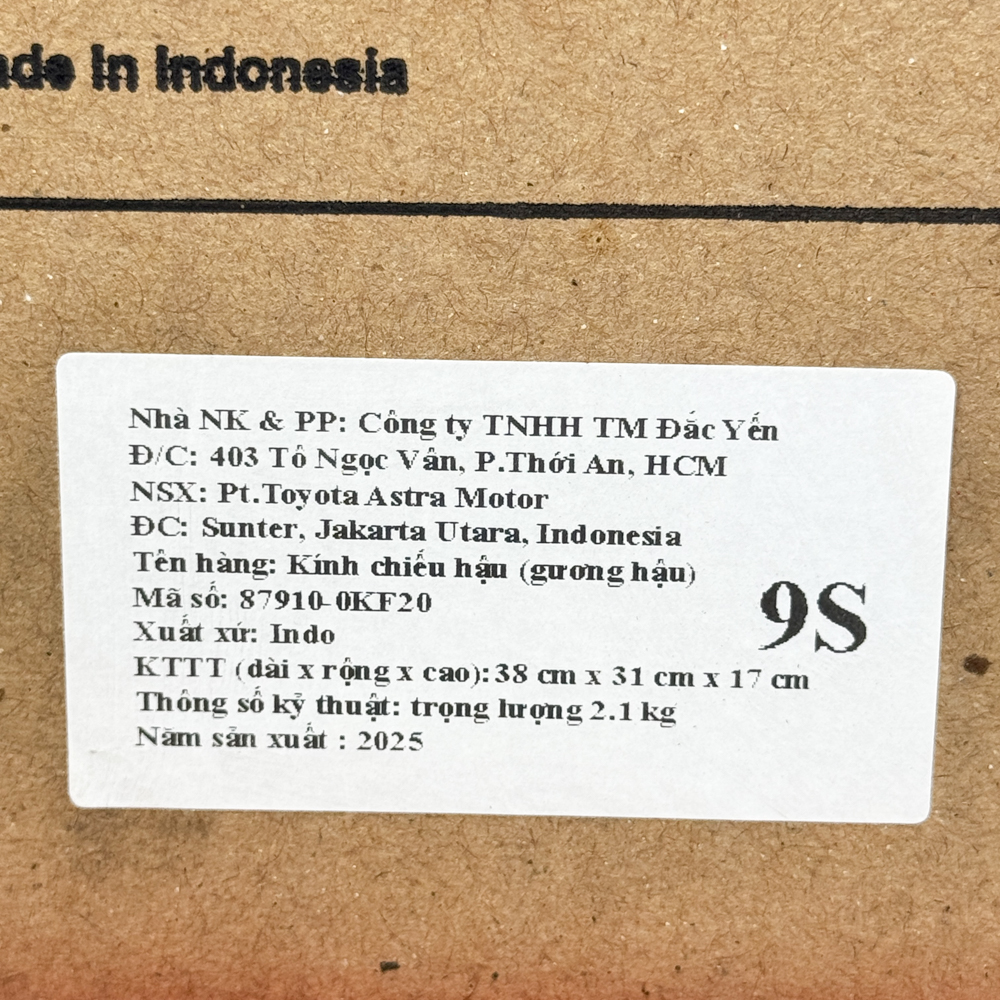 ade In Indonesia
Nhà NK & PP: Công ty TNHH TM Đắc Yến
Đ/C: 403 Tô Ngọc Vân, P.Thới An, HCM
NSX: Pt.Toyota Astra Motor
ĐC: Sunter, Jakarta Utara, Indonesia
Tên hàng: Kính chiếu hậu (gương hậu)
Mã số: 87910-0KF20
9S
Xuất xứ: Indo
KTTT (dài x rộng x cao): 38 cm x 31 cm x 17 cm
Thông số kỷ thuật: trọng lượng 2.1 kg
Năm sản xuất : 2025